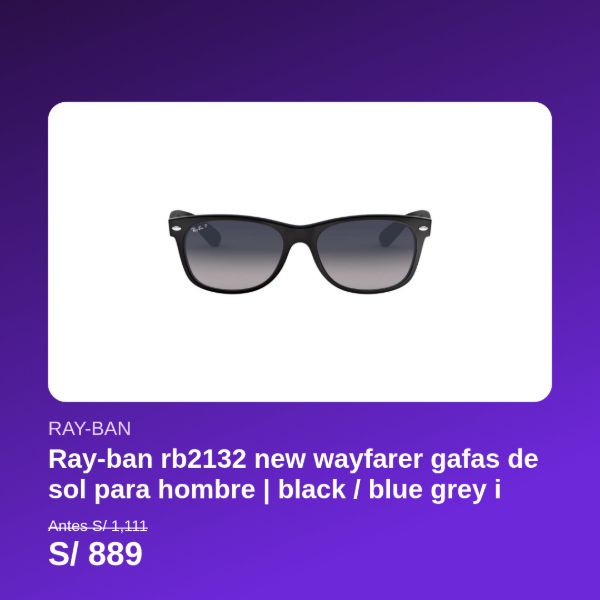 RAY-BAN
Ray-ban rb2132 new wayfarer gafas de
sol para hombre | black / blue grey i
Antes S/ 1,111
S/ 889